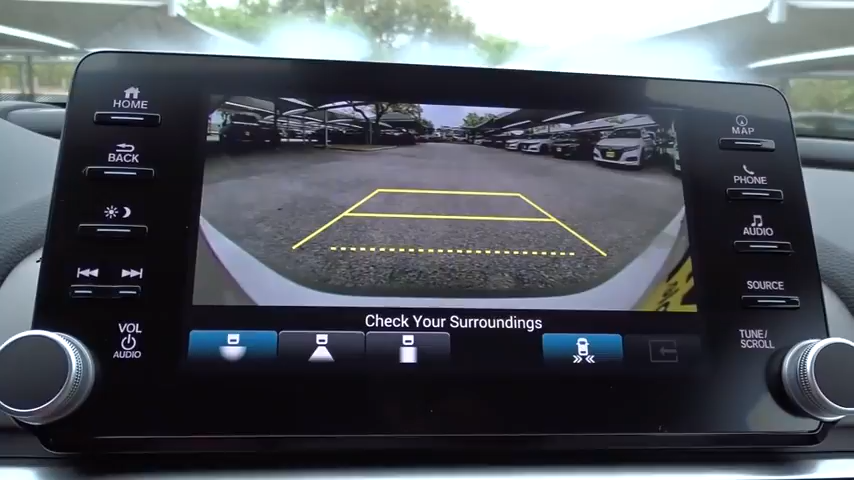 HOME
BACK
VOL
AUDIO
Check Your Surroundings
MAP
PHONE
AUDIO
SOURCE
TUNE/
SCROLL